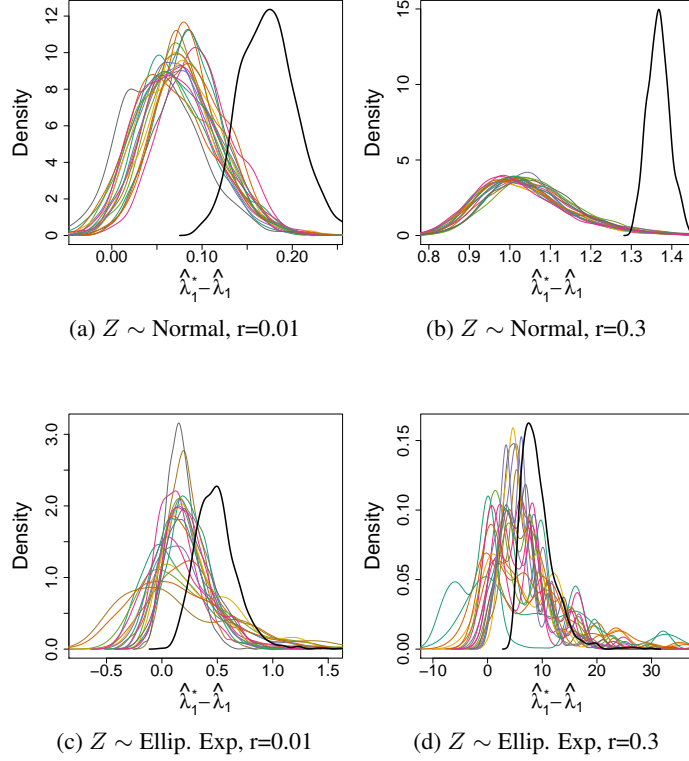 Density
0 2 4 6 8 10 12
0.00 0.10 0.20
λ̂₁* − λ̂₁
(a) Z ∼ Normal, r=0.01
Density
0 5 10 15
0.8 0.9 1.0 1.1 1.2 1.3 1.4
λ̂₁* − λ̂₁
(b) Z ∼ Normal, r=0.3
Density
0.0 1.0 2.0 3.0
−0.5 0.0 0.5 1.0 1.5
λ̂₁* − λ̂₁
(c) Z ∼ Ellip. Exp, r=0.01
Density
0.00 0.05 0.10 0.15
−10 0 10 20 30
λ̂₁* − λ̂₁
(d) Z ∼ Ellip. Exp, r=0.3